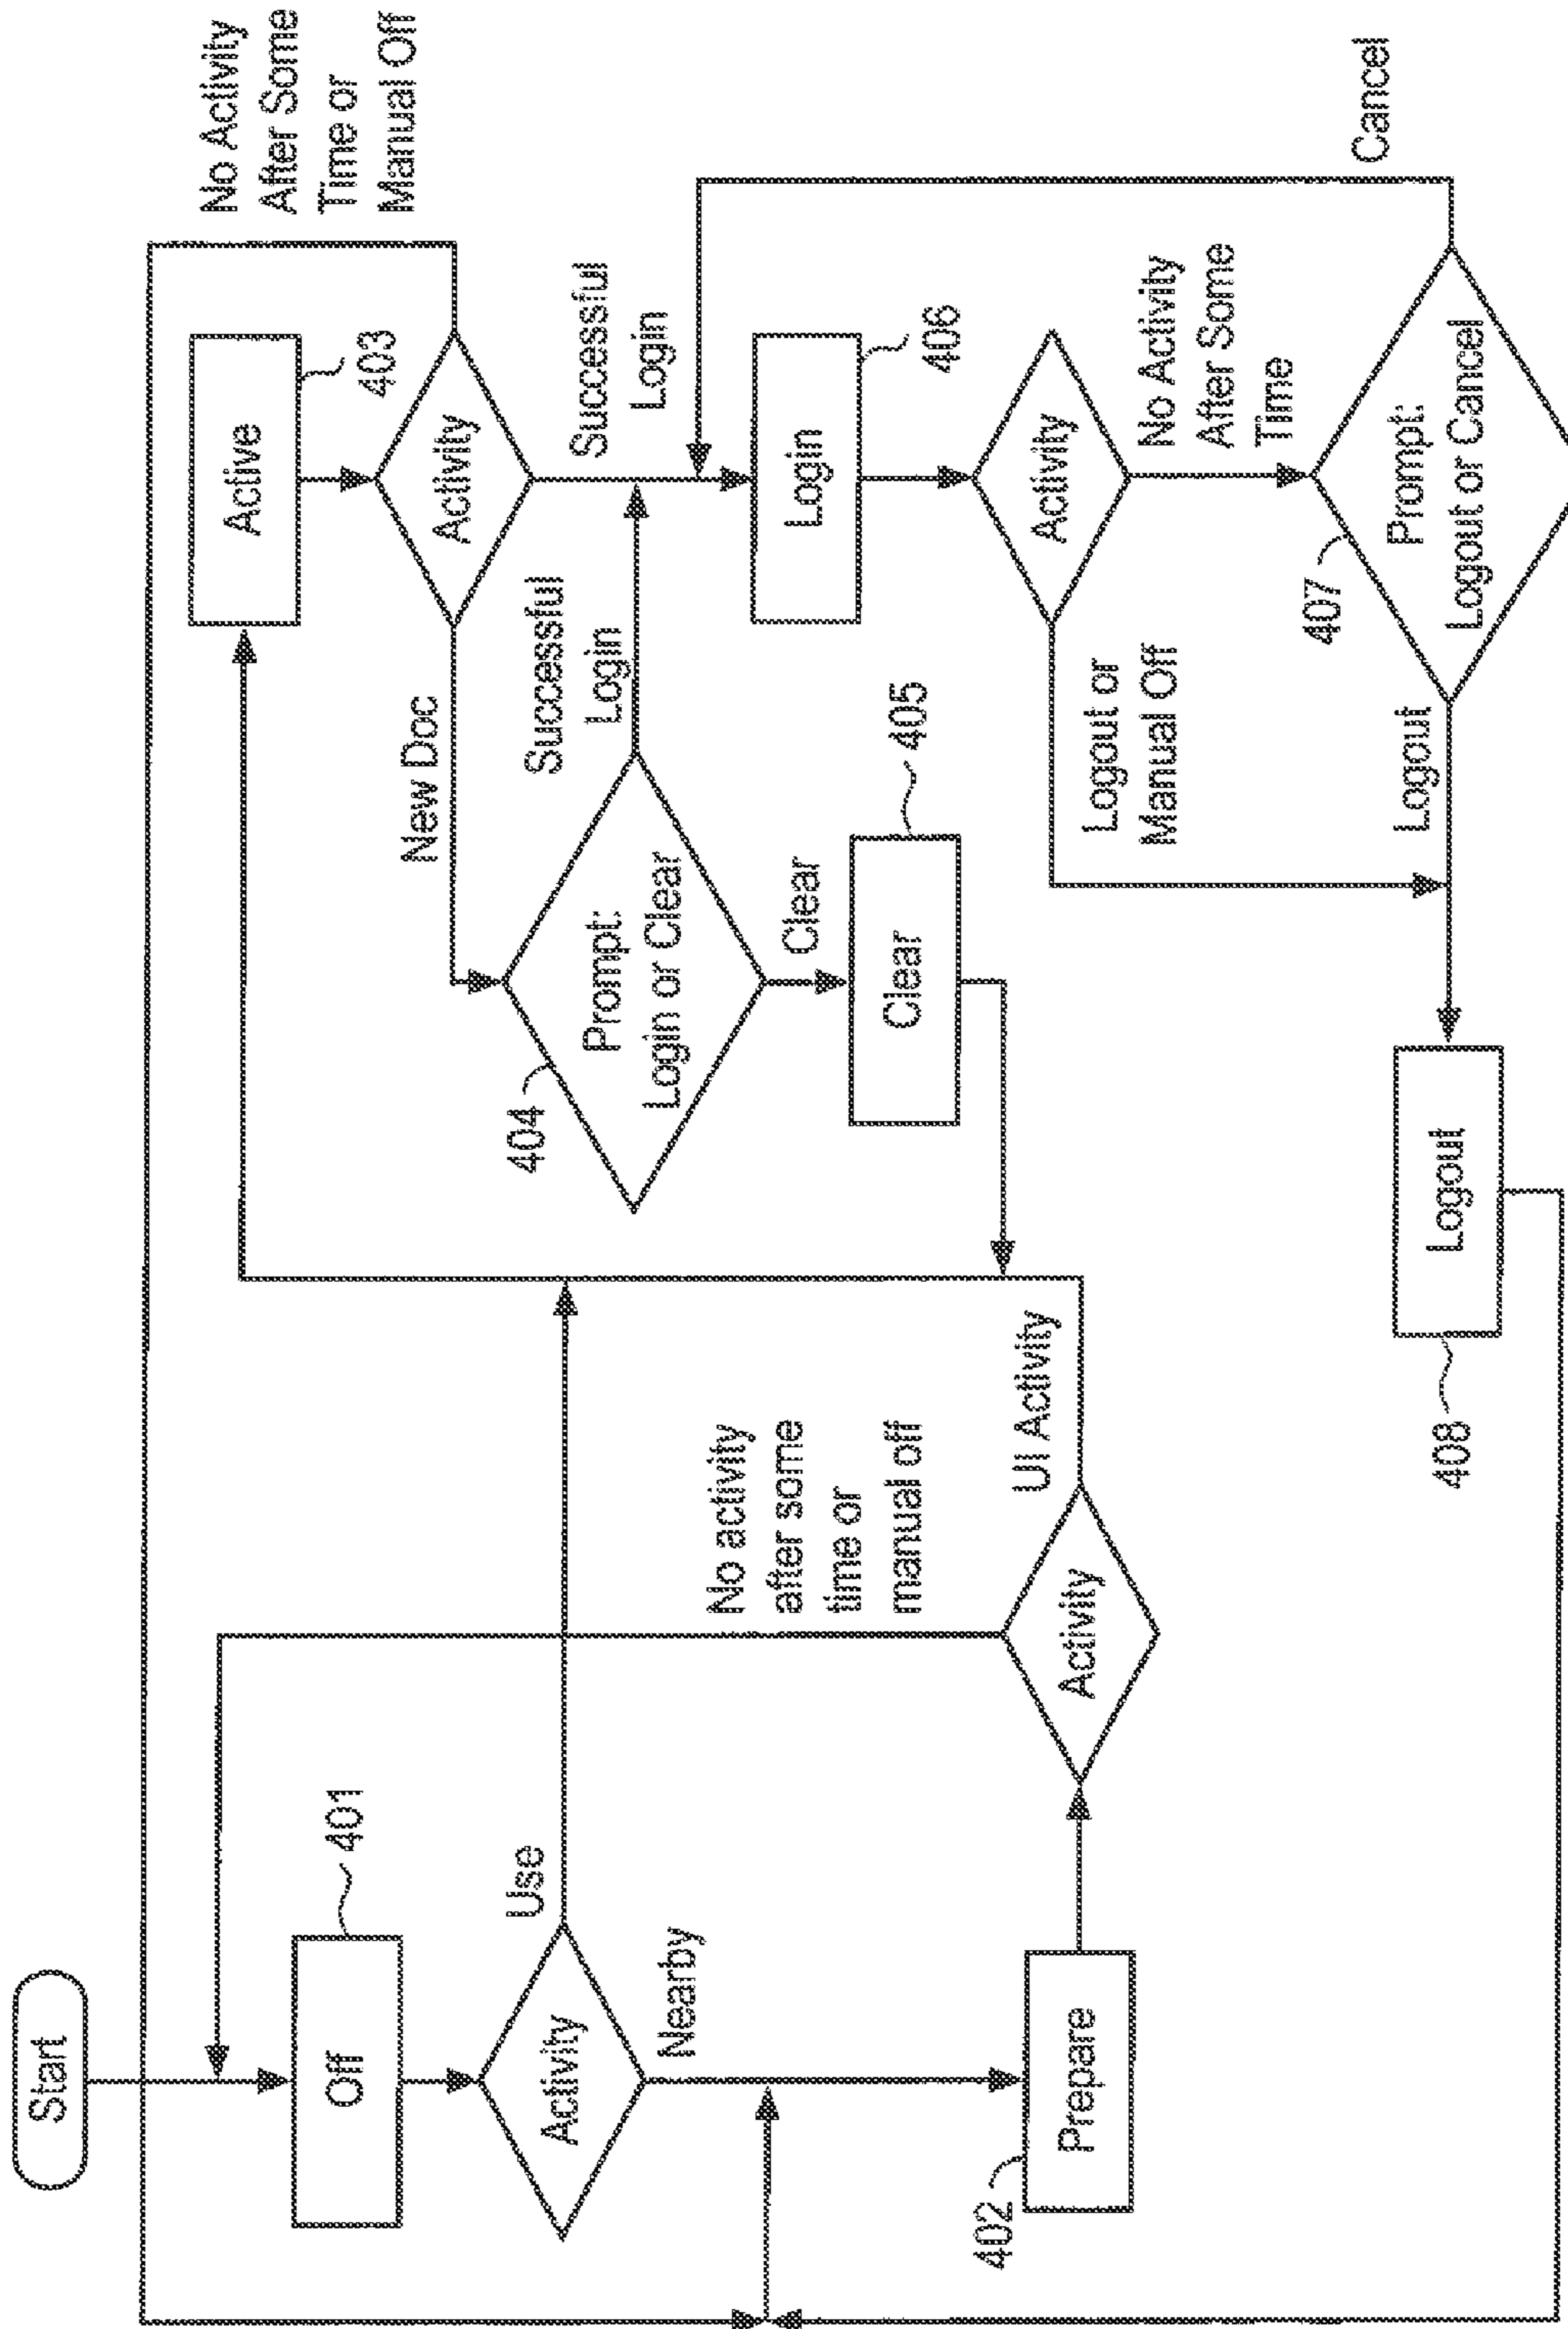 Start
Off
401
Activity
Use
Nearby
402
Prepare
Activity
No activity
after some
time or
manual off
UI Activity
Active
403
Activity
No Activity
After Some
Time or
Manual Off
New Doc
Successful
Login
404
Prompt:
Login or Clear
Successful
Login
Clear
Clear
405
Login
406
Activity
Logout or
Manual Off
No Activity
After Some
Time
407
Prompt:
Logout or Cancel
Cancel
Logout
Logout
408